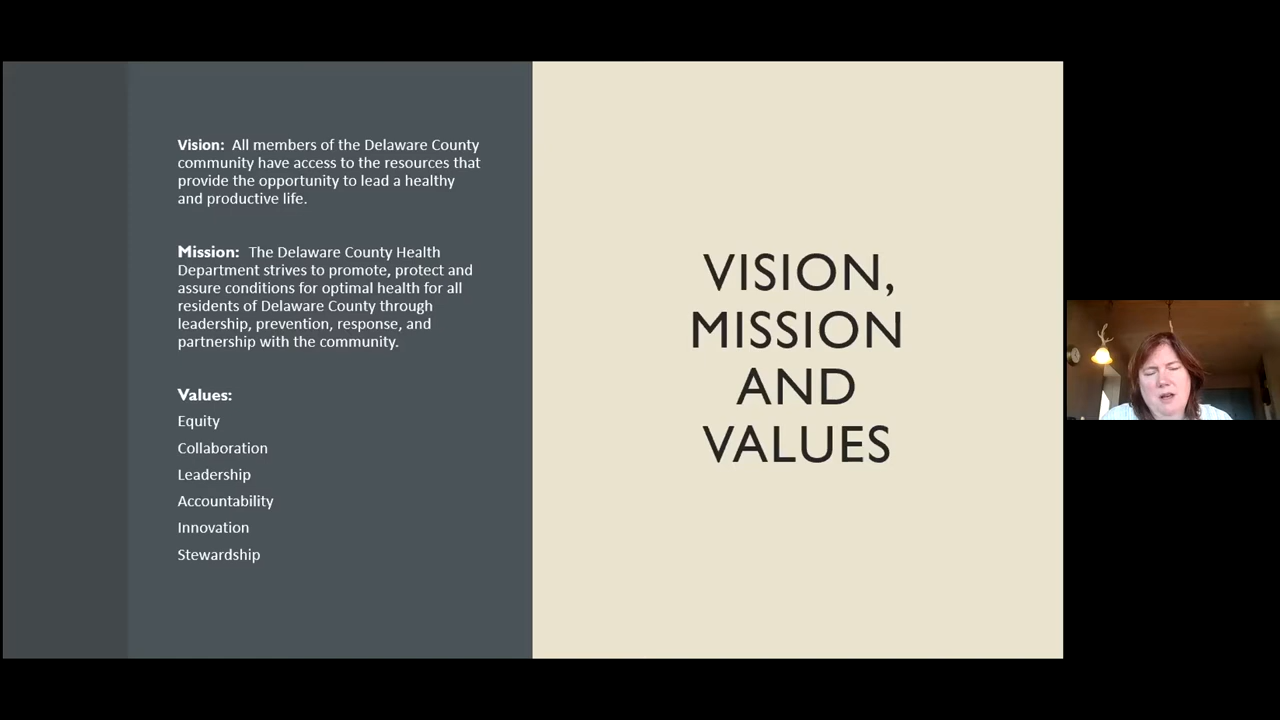 Vision: All members of the Delaware County
community have access to the resources that
provide the opportunity to lead a healthy
and productive life.
Mission: The Delaware County Health
Department strives to promote, protect and
assure conditions for optimal health for all
residents of Delaware County through
leadership, prevention, response, and
partnership with the community.
Values:
Equity
Collaboration
Leadership
Accountability
Innovation
Stewardship
VISION,
MISSION
AND
VALUES